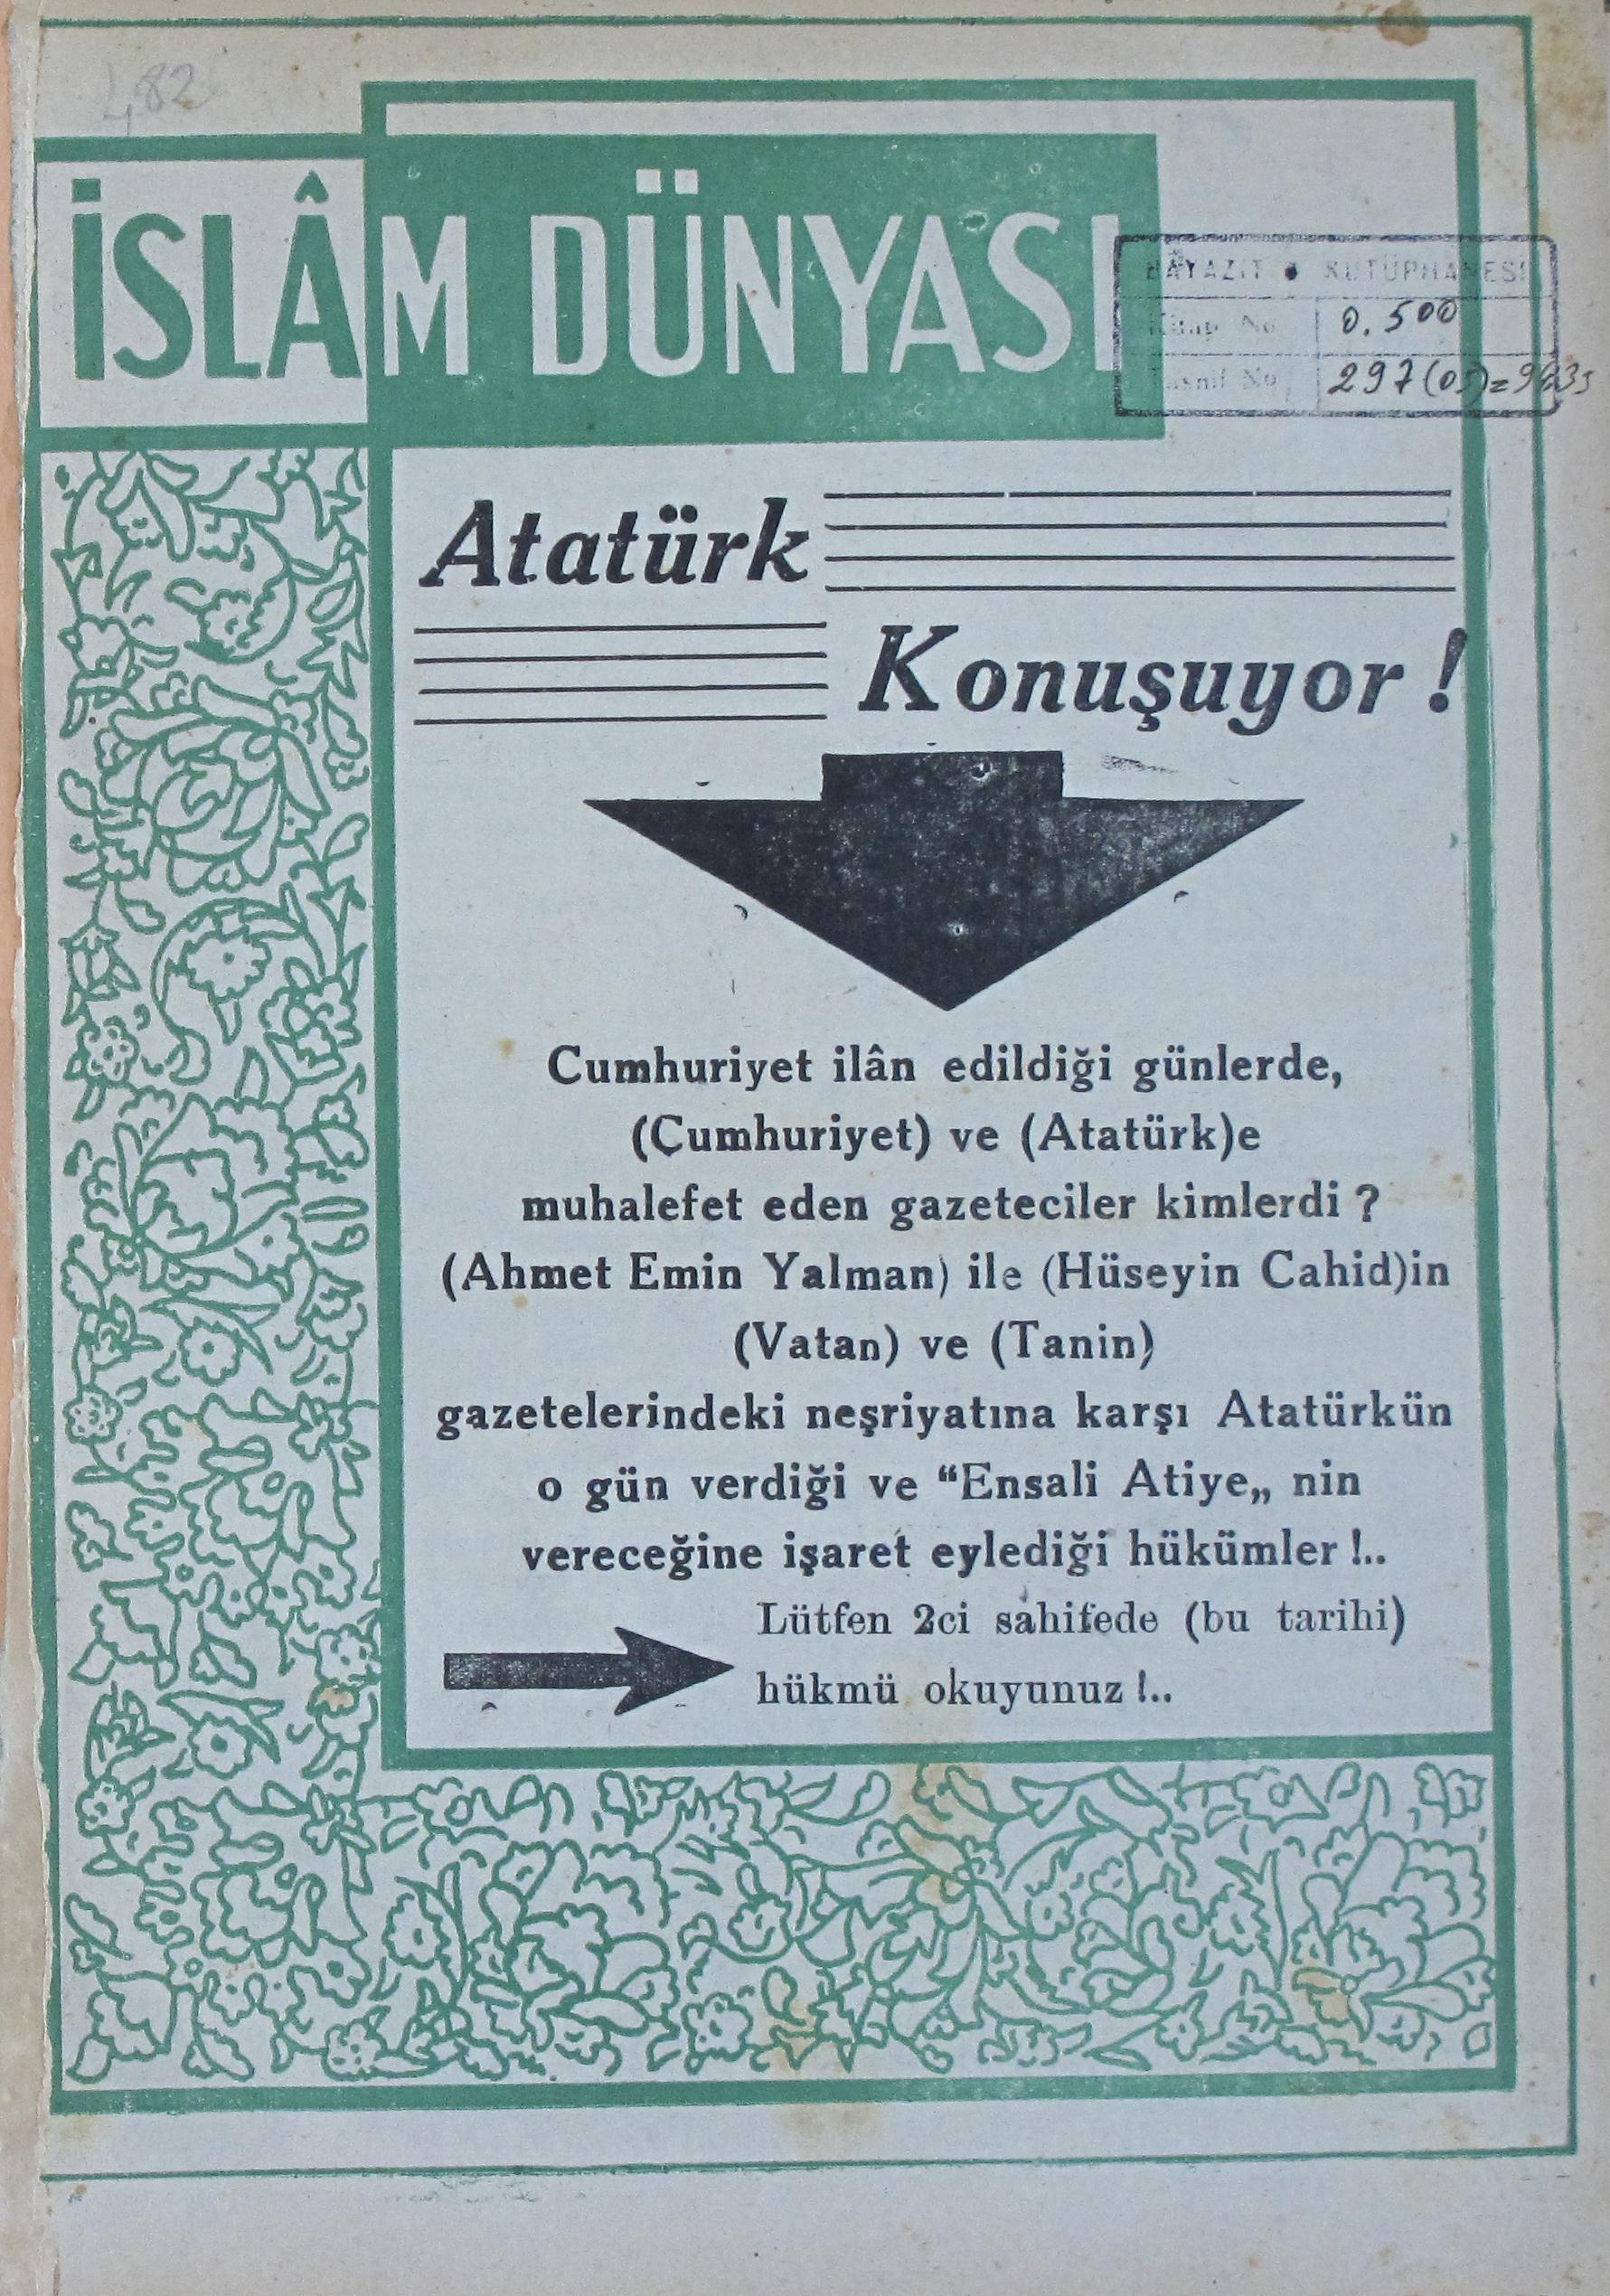 482
İSLÂM DÜNYASI
BAYAZIT KÜTÜPHANESİ
Kitap No 0.500
Tasnif No 297(05)=9435
Atatürk
Konuşuyor !
Cumhuriyet ilân edildiği günlerde,
(Cumhuriyet) ve (Atatürk)e
muhalefet eden gazeteciler kimlerdi ?
(Ahmet Emin Yalman) ile (Hüseyin Cahid)in
(Vatan) ve (Tanin)
gazetelerindeki neşriyatına karşı Atatürkün
o gün verdiği ve “Ensali Atiye„ nin
vereceğine işaret eylediği hükümler !..
Lütfen 2ci sahifede (bu tarihi)
hükmü okuyunuz !..